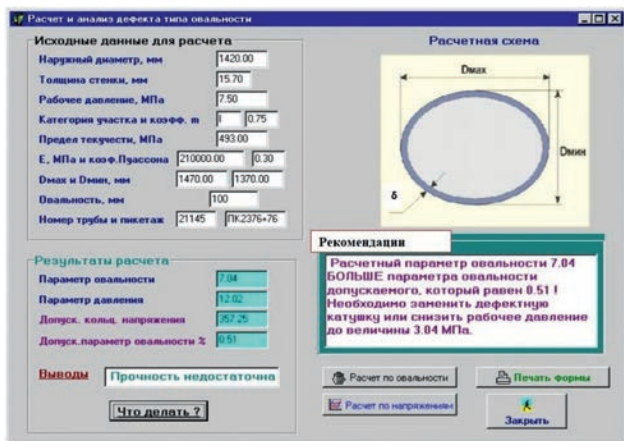 Расчет и анализ дефекта типа овальности
Исходные данные для расчета
Наружный диаметр, мм 1420.00
Толщина стенки, мм 15.70
Рабочее давление, МПа 7.50
Категория участка и коэфф. m I 0.75
Предел текучести, МПа 493.00
E, МПа и коэф.Пуассона 210000.00 0.30
Dмах и Dмин, мм 1470.00 1370.00
Овальность, мм 100
Номер трубы и пикетаж 21145 ПК2376+76
Результаты расчета
Параметр овальности 7.04
Параметр давления 12.02
Допуск. кольц. напряжения 357.25
Допуск.параметр овальности % 0.51
Выводы Прочность недостаточна
Что делать ?
Расчетная схема
Dмах
Dмин
δ
Рекомендации
Расчетный параметр овальности 7.04
БОЛЬШЕ параметра овальности
допускаемого, который равен 0.51 !
Необходимо заменить дефектную
катушку или снизить рабочее давление
до величины 3.04 МПа.
Расчет по овальности
Печать формы
Расчет по напряжениям
Закрыть